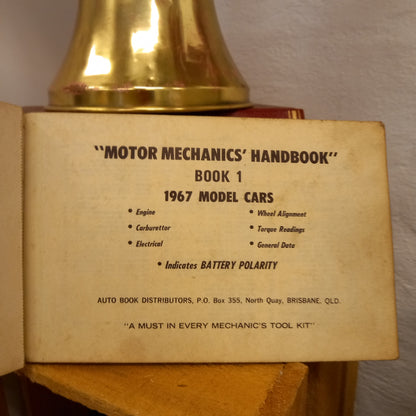 "MOTOR MECHANICS' HANDBOOK"
BOOK 1
1967 MODEL CARS
• Engine
• Carburettor
• Electrical
• Wheel Alignment
• Torque Readings
• General Data
• Indicates BATTERY POLARITY
AUTO BOOK DISTRIBUTORS, P.O. Box 355, North Quay, BRISBANE, QLD.
"A MUST IN EVERY MECHANIC'S TOOL KIT"